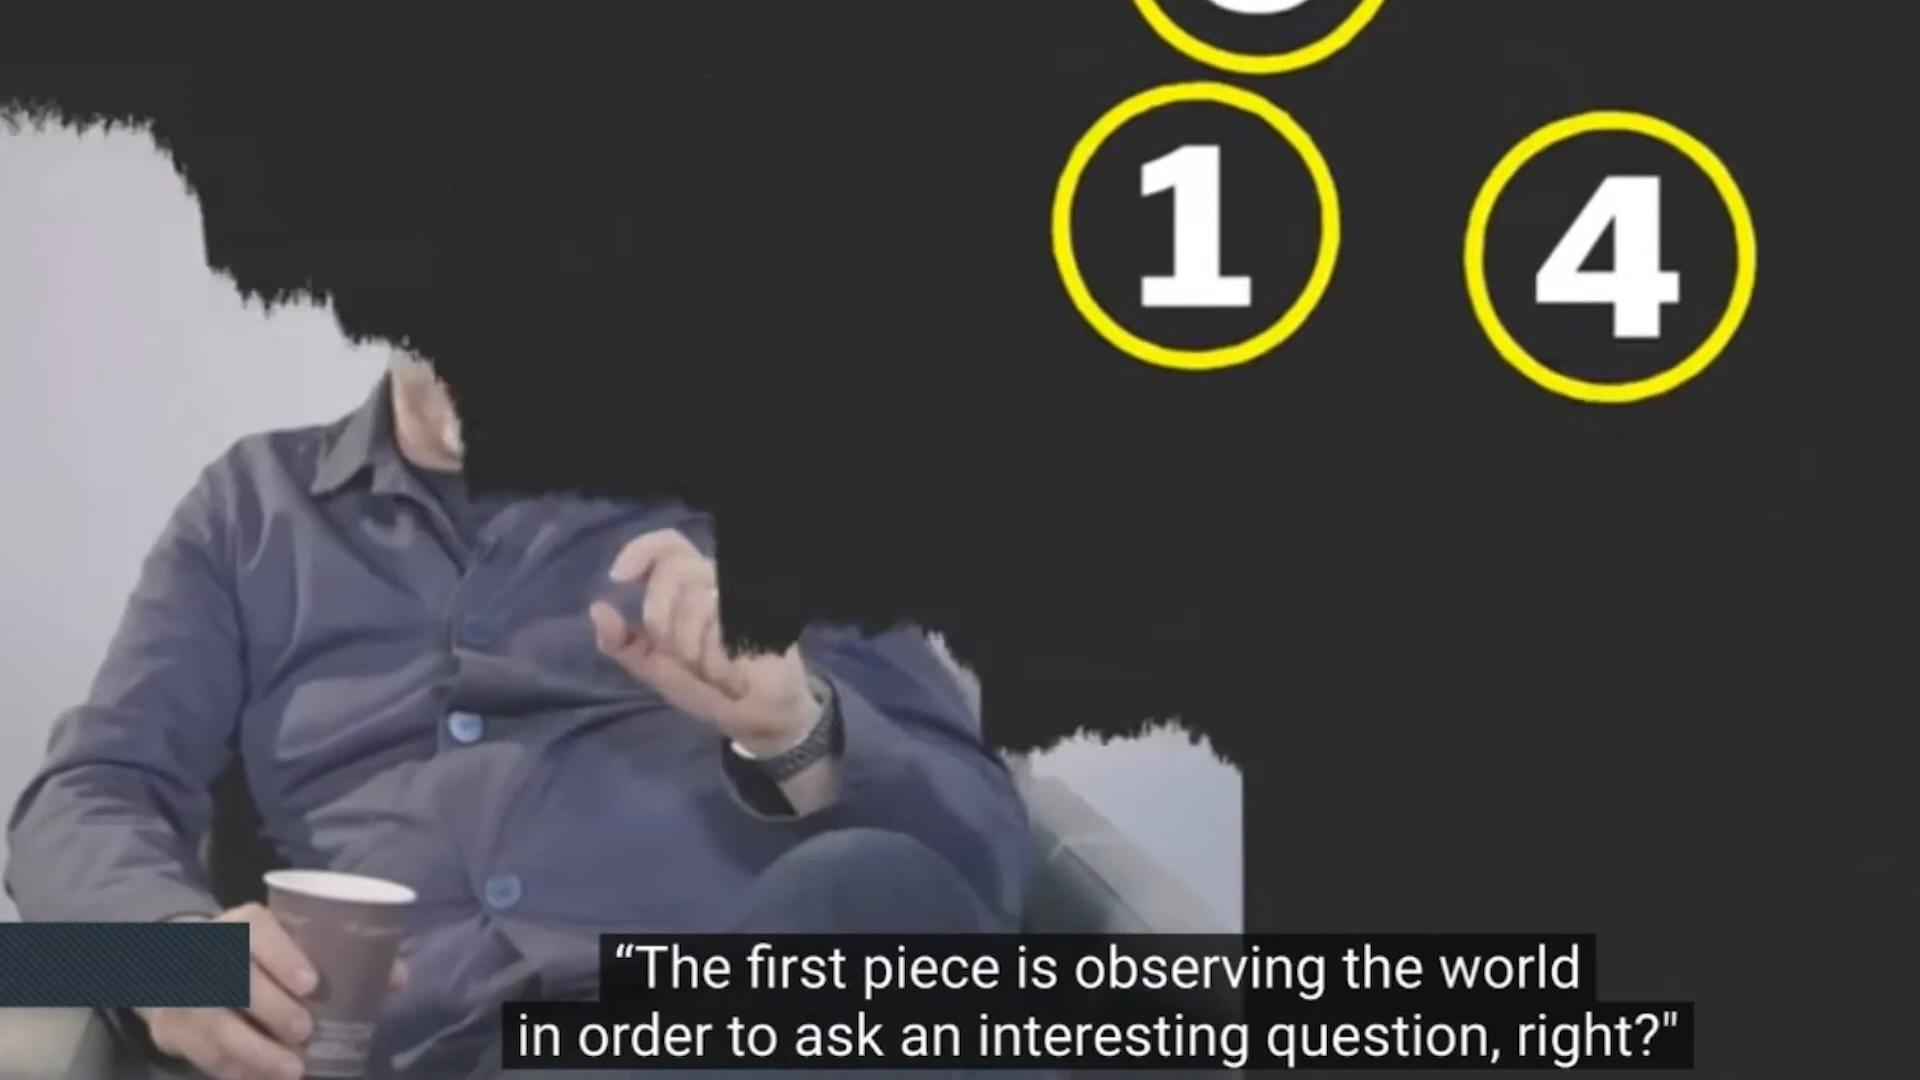 1
4
“The first piece is observing the world
in order to ask an interesting question, right?"